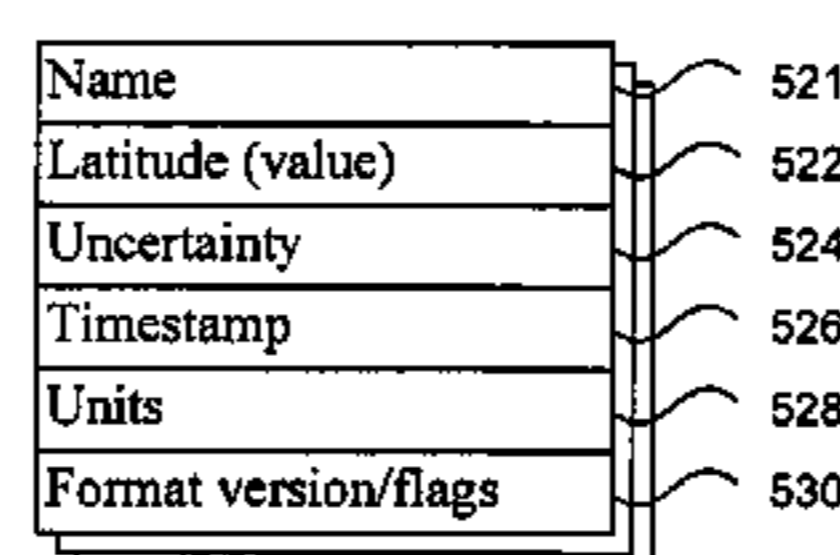 Name 521
Latitude (value) 522
Uncertainty 524
Timestamp 526
Units 528
Format version/flags 530